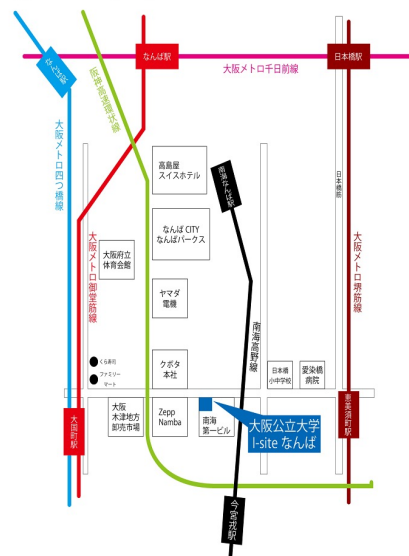 なんば駅
なんば駅
日本橋駅
大阪メトロ千日前線
阪神高速環状線
大阪メトロ四つ橋線
高島屋
スイスホテル
南海なんば駅
日本橋筋
なんばCITY
なんばパークス
大阪府立
体育会館
大阪メトロ御堂筋線
大阪メトロ堺筋線
ヤマダ
電機
南海高野線
くら寿司
ファミリー
マート
クボタ
本社
日本橋
小中学校
愛染橋
病院
大国町駅
大阪
木津地方
卸売市場
Zepp
Namba
南海
第一ビル
大阪公立大学
I-site なんば
恵美須町駅
今宮戎駅